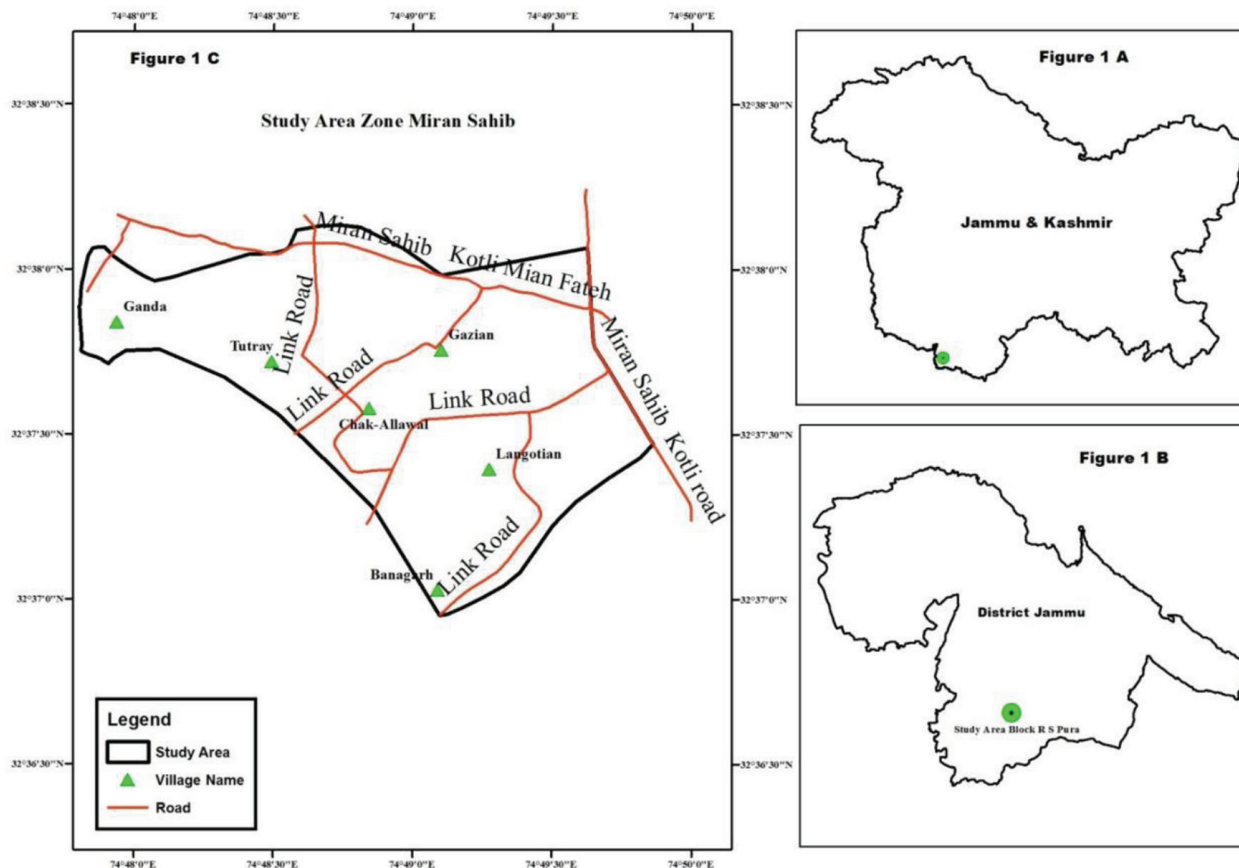 74°48'0"E
74°48'30"E
74°49'0"E
74°49'30"E
74°50'0"E
Figure 1 C
Study Area Zone Miran Sahib
32°38'30"N
32°38'0"N
32°37'30"N
32°37'0"N
32°36'30"N
32°38'30"N
32°38'0"N
32°37'30"N
32°37'0"N
32°36'30"N
Miran Sahib Kotli Mian Fateh
Miran Sahib Kotli road
Link Road
Link Road
Link Road
Link Road
Ganda
Tutray
Gazian
Chak-Allawal
Langotian
Banagarh
Legend
Study Area
Village Name
Road
74°48'0"E
74°48'30"E
74°49'0"E
74°49'30"E
74°50'0"E
Figure 1 A
Jammu & Kashmir
Figure 1 B
District Jammu
Study Area Block R S Pura